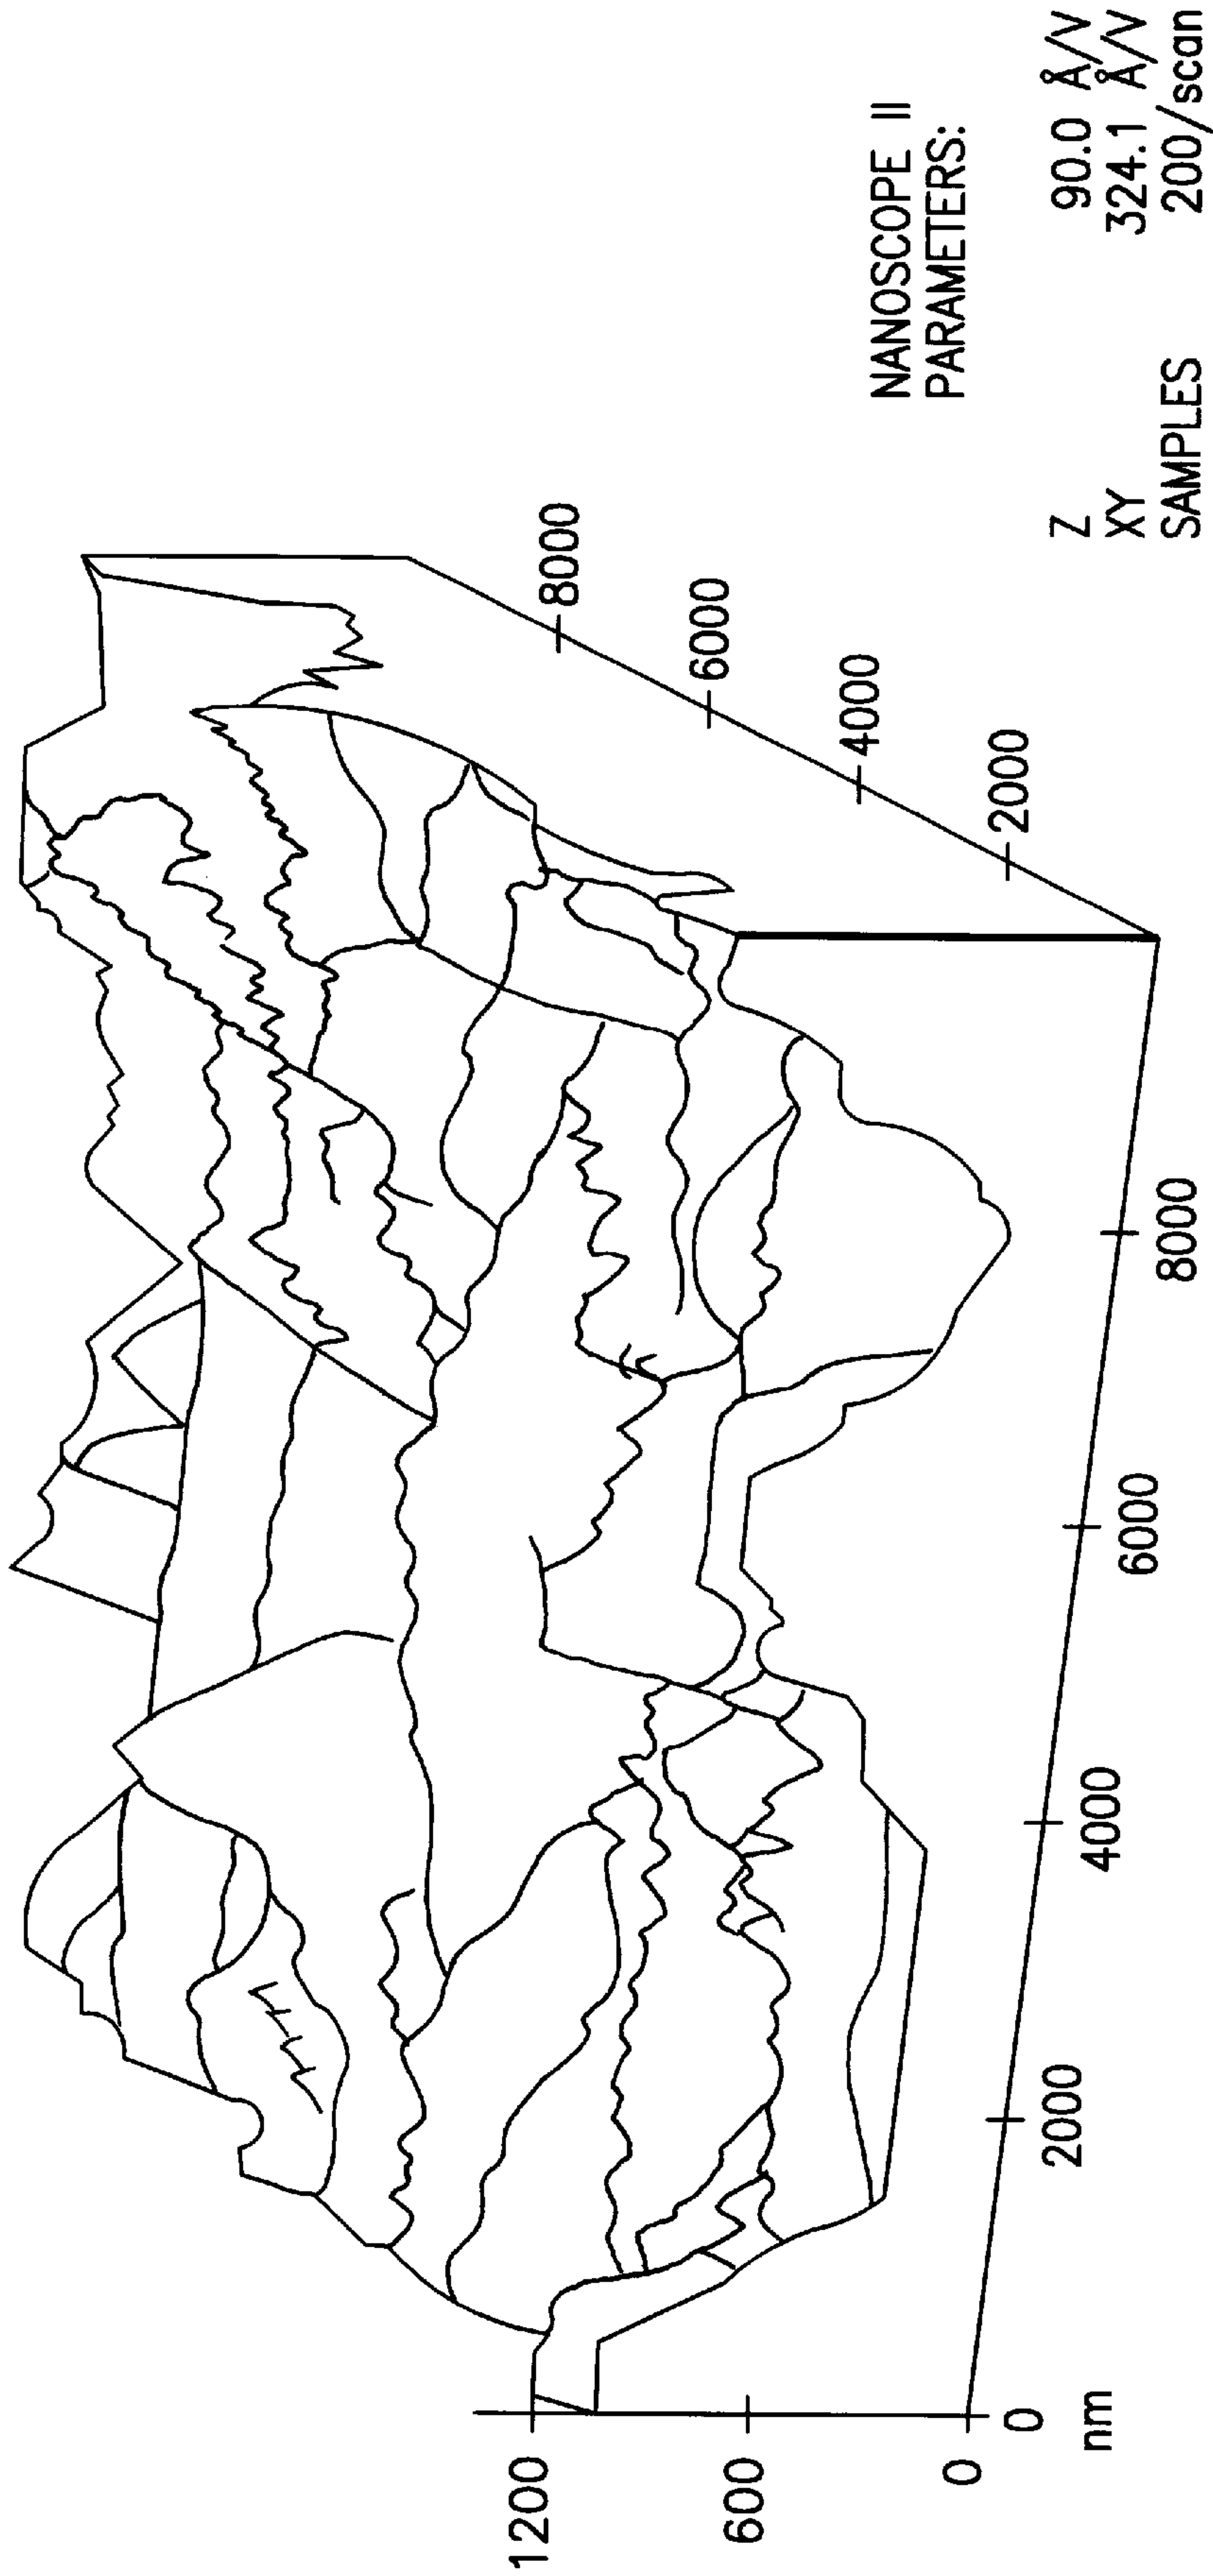 NANOSCOPE II
PARAMETERS:
Z 90.0 Å/V
XY 324.1 Å/V
SAMPLES 200/scan
1200
600
0
0
nm
2000
4000
6000
8000
2000
4000
6000
8000